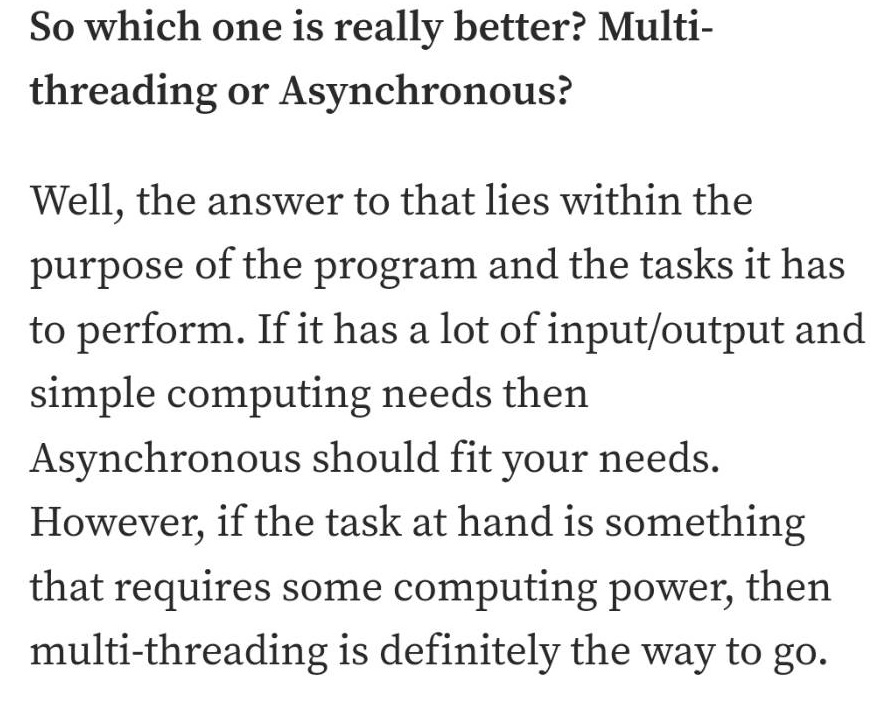 So which one is really better? Multi-
threading or Asynchronous?
Well, the answer to that lies within the
purpose of the program and the tasks it has
to perform. If it has a lot of input/output and
simple computing needs then
Asynchronous should fit your needs.
However, if the task at hand is something
that requires some computing power, then
multi-threading is definitely the way to go.